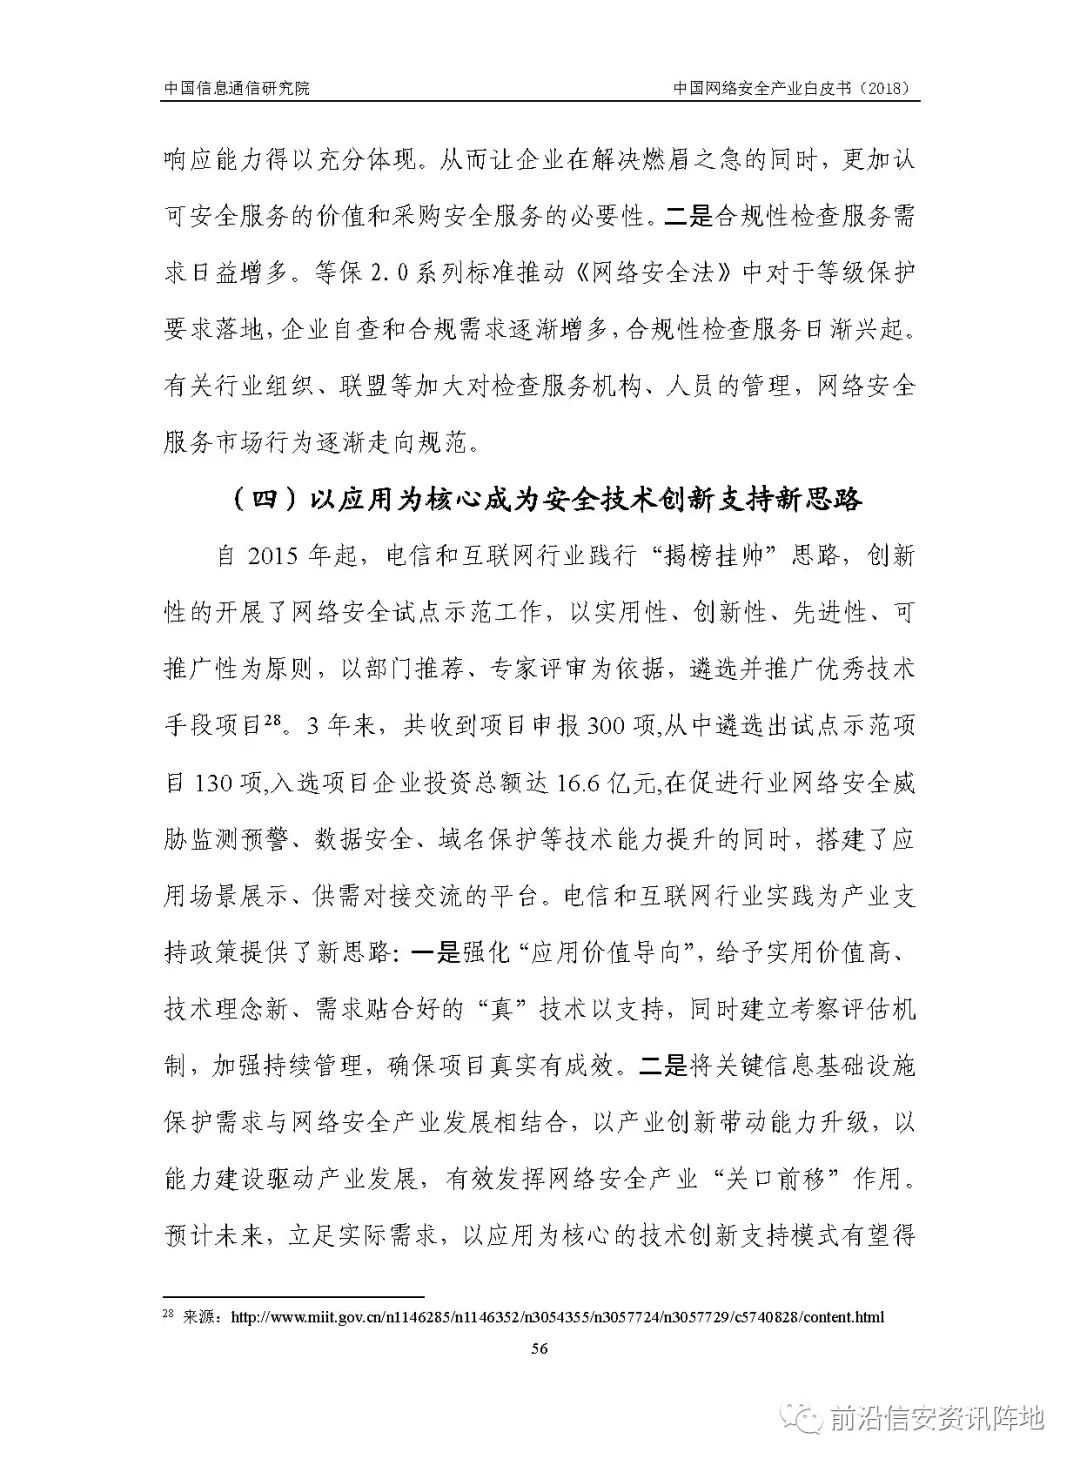 中国信息通信研究院
中国网络安全产业白皮书（2018）
响应能力得以充分体现。从而让企业在解决燃眉之急的同时，更加认
可安全服务的价值和采购安全服务的必要性。二是合规性检查服务需
求日益增多。等保 2.0 系列标准推动《网络安全法》中对于等级保护
要求落地，企业自查和合规需求逐渐增多，合规性检查服务日渐兴起。
有关行业组织、联盟等加大对检查服务机构、人员的管理，网络安全
服务市场行为逐渐走向规范。
（四）以应用为核心成为安全技术创新支持新思路
自 2015 年起，电信和互联网行业践行“揭榜挂帅”思路，创新
性的开展了网络安全试点示范工作，以实用性、创新性、先进性、可
推广性为原则，以部门推荐、专家评审为依据，遴选并推广优秀技术
手段项目28。3 年来，共收到项目申报 300 项,从中遴选出试点示范项
目 130 项,入选项目企业投资总额达 16.6 亿元,在促进行业网络安全威
胁监测预警、数据安全、域名保护等技术能力提升的同时，搭建了应
用场景展示、供需对接交流的平台。电信和互联网行业实践为产业支
持政策提供了新思路：一是强化“应用价值导向”，给予实用价值高、
技术理念新、需求贴合好的“真”技术以支持，同时建立考察评估机
制，加强持续管理，确保项目真实有成效。二是将关键信息基础设施
保护需求与网络安全产业发展相结合，以产业创新带动能力升级，以
能力建设驱动产业发展，有效发挥网络安全产业“关口前移”作用。
预计未来，立足实际需求，以应用为核心的技术创新支持模式有望得
28 来源：http://www.miit.gov.cn/n1146285/n1146352/n3054355/n3057724/n3057729/c5740828/content.html
56
前沿信安资讯阵地